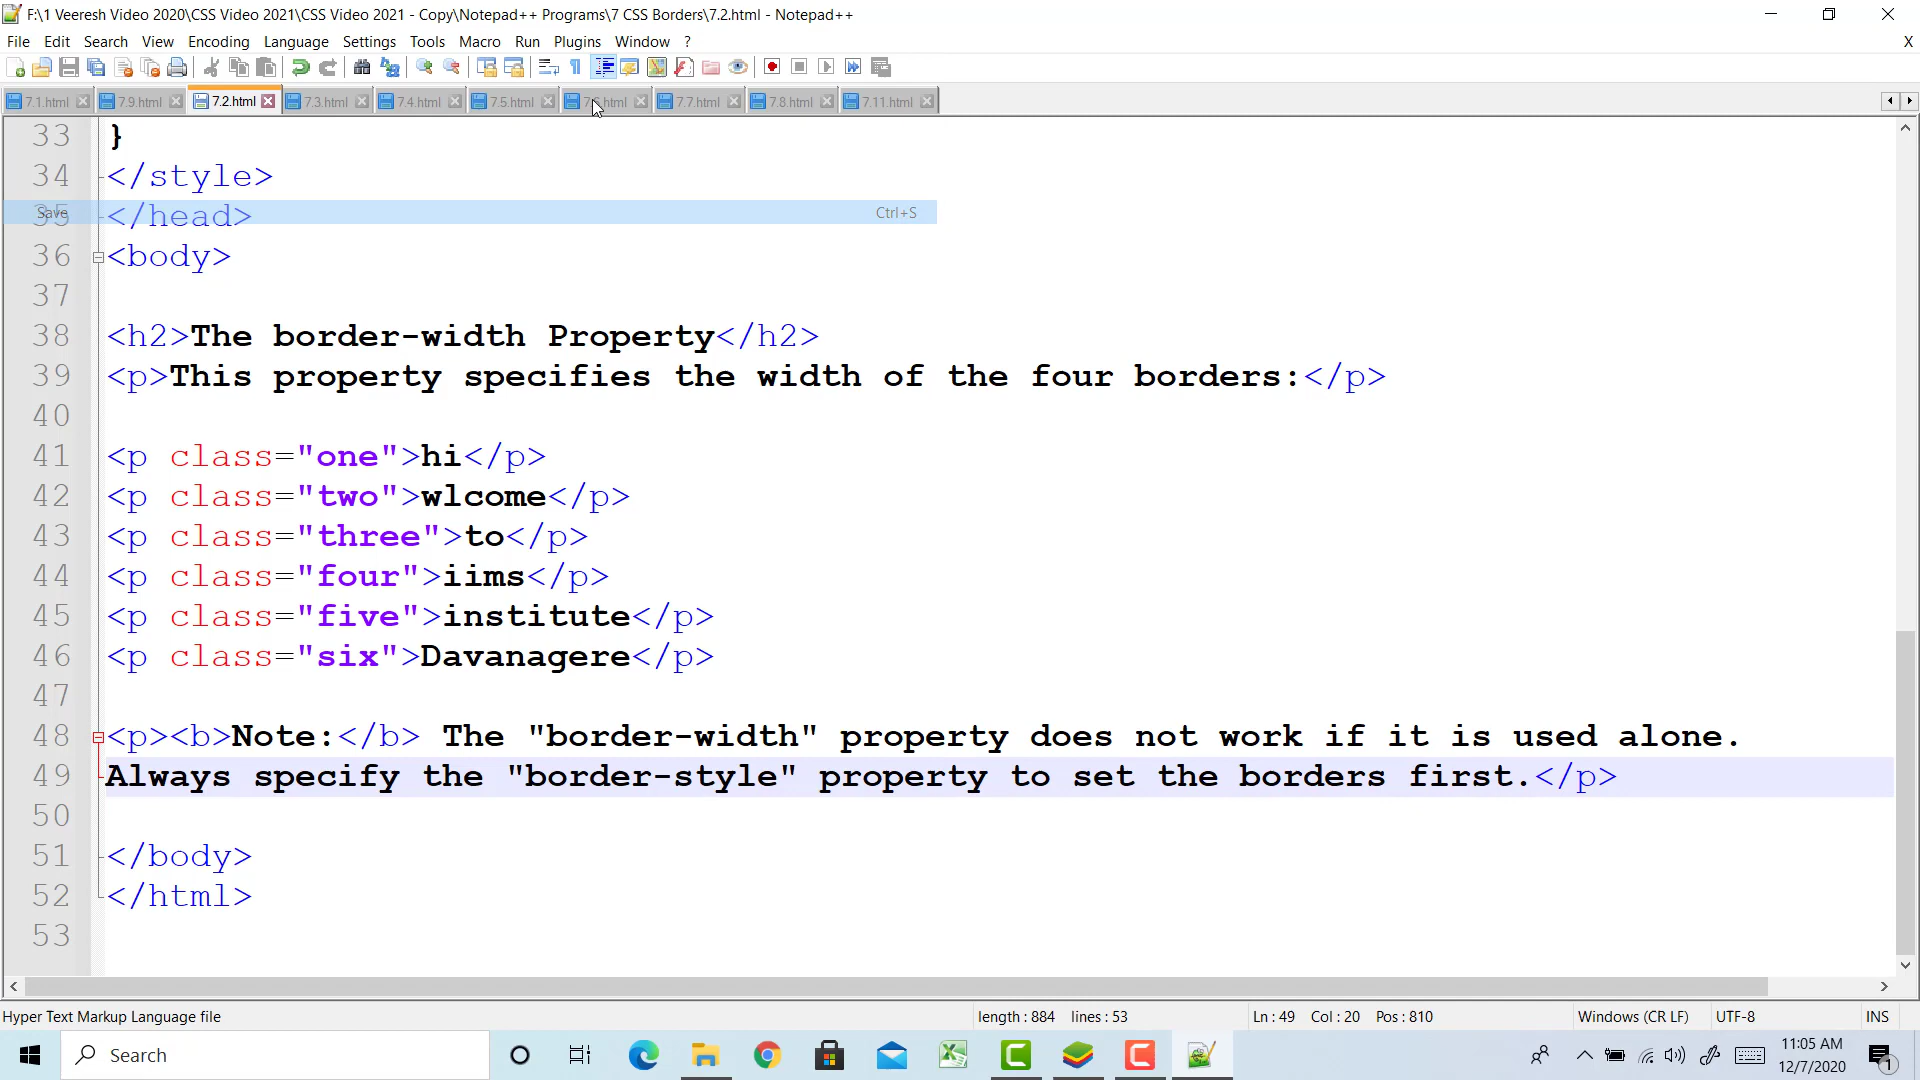 F:\1 Veeresh Video 2020\CSS Video 2021\CSS Video 2021 - Copy\Notepad++ Programs\7 CSS Borders\7.2.html - Notepad++
File Edit Search View Encoding Language Settings Tools Macro Run Plugins Window ? X
7.1.html 7.9.html 7.2.html 7.3.html 7.4.html 7.5.html 7.7.html 7.8.html 7.11.html
33 }
34 </style>
Save Ctrl+S
35 </head>
36 <body>
37
38 <h2>The border-width Property</h2>
39 <p>This property specifies the width of the four borders:</p>
40
41 <p class="one">hi</p>
42 <p class="two">wlcome</p>
43 <p class="three">to</p>
44 <p class="four">iims</p>
45 <p class="five">institute</p>
46 <p class="six">Davanagere</p>
47
48 <p><b>Note:</b> The "border-width" property does not work if it is used alone.
49 Always specify the "border-style" property to set the borders first.</p>
50
51 </body>
52 </html>
53
Hyper Text Markup Language file length : 884 lines : 53 Ln : 49 Col : 20 Pos : 810 Windows (CR LF) UTF-8 INS
Search
11:05 AM
12/7/2020
1